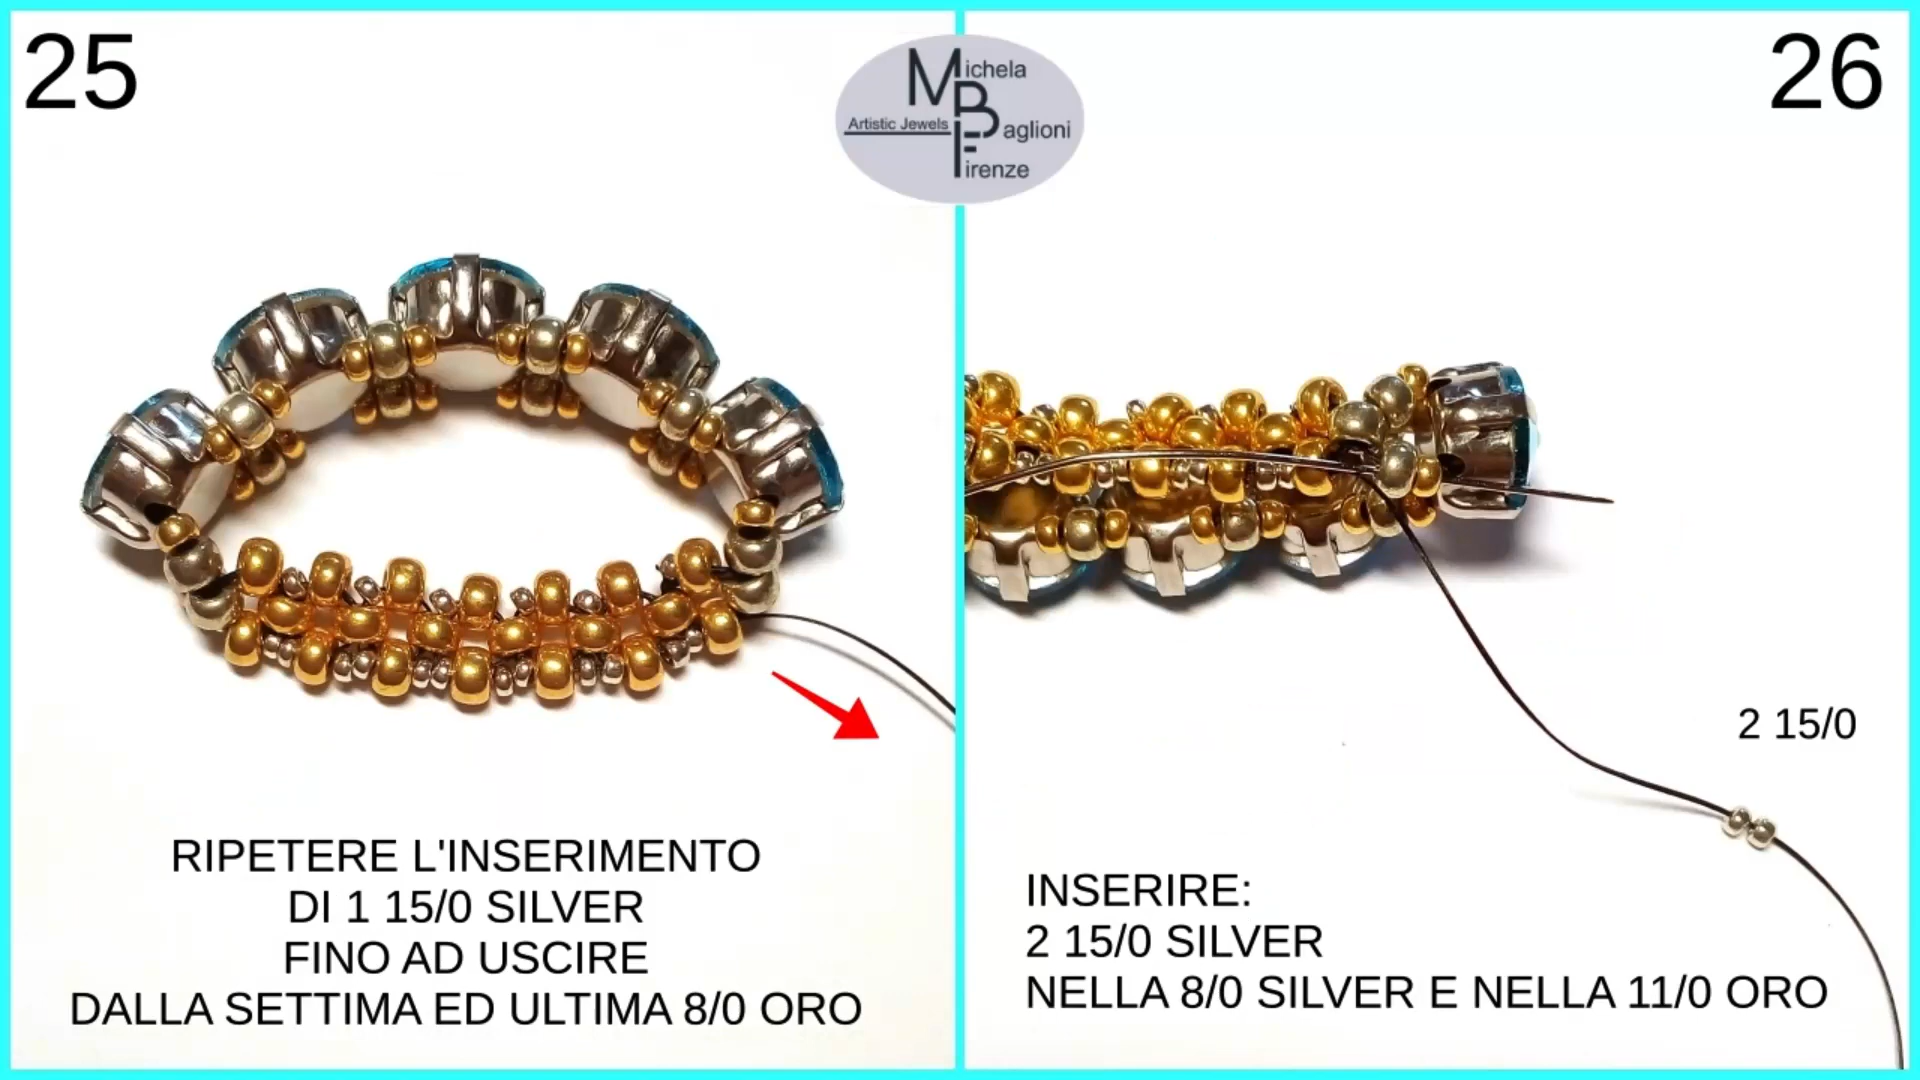 25
26
Michela
Baglioni
Artistic Jewels
Firenze
RIPETERE L'INSERIMENTO
DI 1 15/0 SILVER
FINO AD USCIRE
DALLA SETTIMA ED ULTIMA 8/0 ORO
2 15/0
INSERIRE:
2 15/0 SILVER
NELLA 8/0 SILVER E NELLA 11/0 ORO